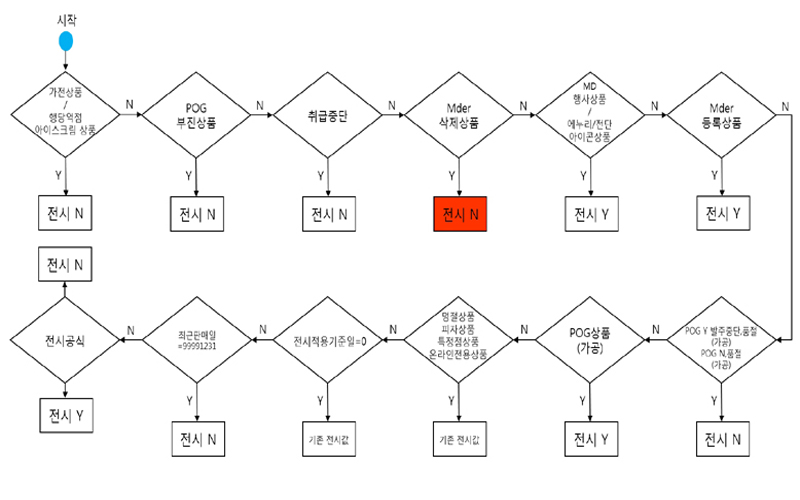 시작
가전상품
/
행당역점
아이스크림 상품
N
POG
부진상품
N
취급중단
N
Mder
삭제상품
N
MD
행사상품
/
에누리/전단
아이콘상품
N
Mder
등록상품
N
Y
Y
Y
Y
Y
Y
전시 N
전시 N
전시 N
전시 N
전시 Y
전시 Y
전시 N
전시공식
N
최근판매일
=99991231
N
전시적용기준일=0
N
명절상품
피자상품
특정점상품
온라인전용상품
N
POG상품
(가공)
N
POG Y 발주중단,품절
(가공)
POG N,품절
(가공)
Y
Y
Y
Y
Y
Y
전시 Y
전시 N
기존 전시값
기존 전시값
전시 Y
전시 N